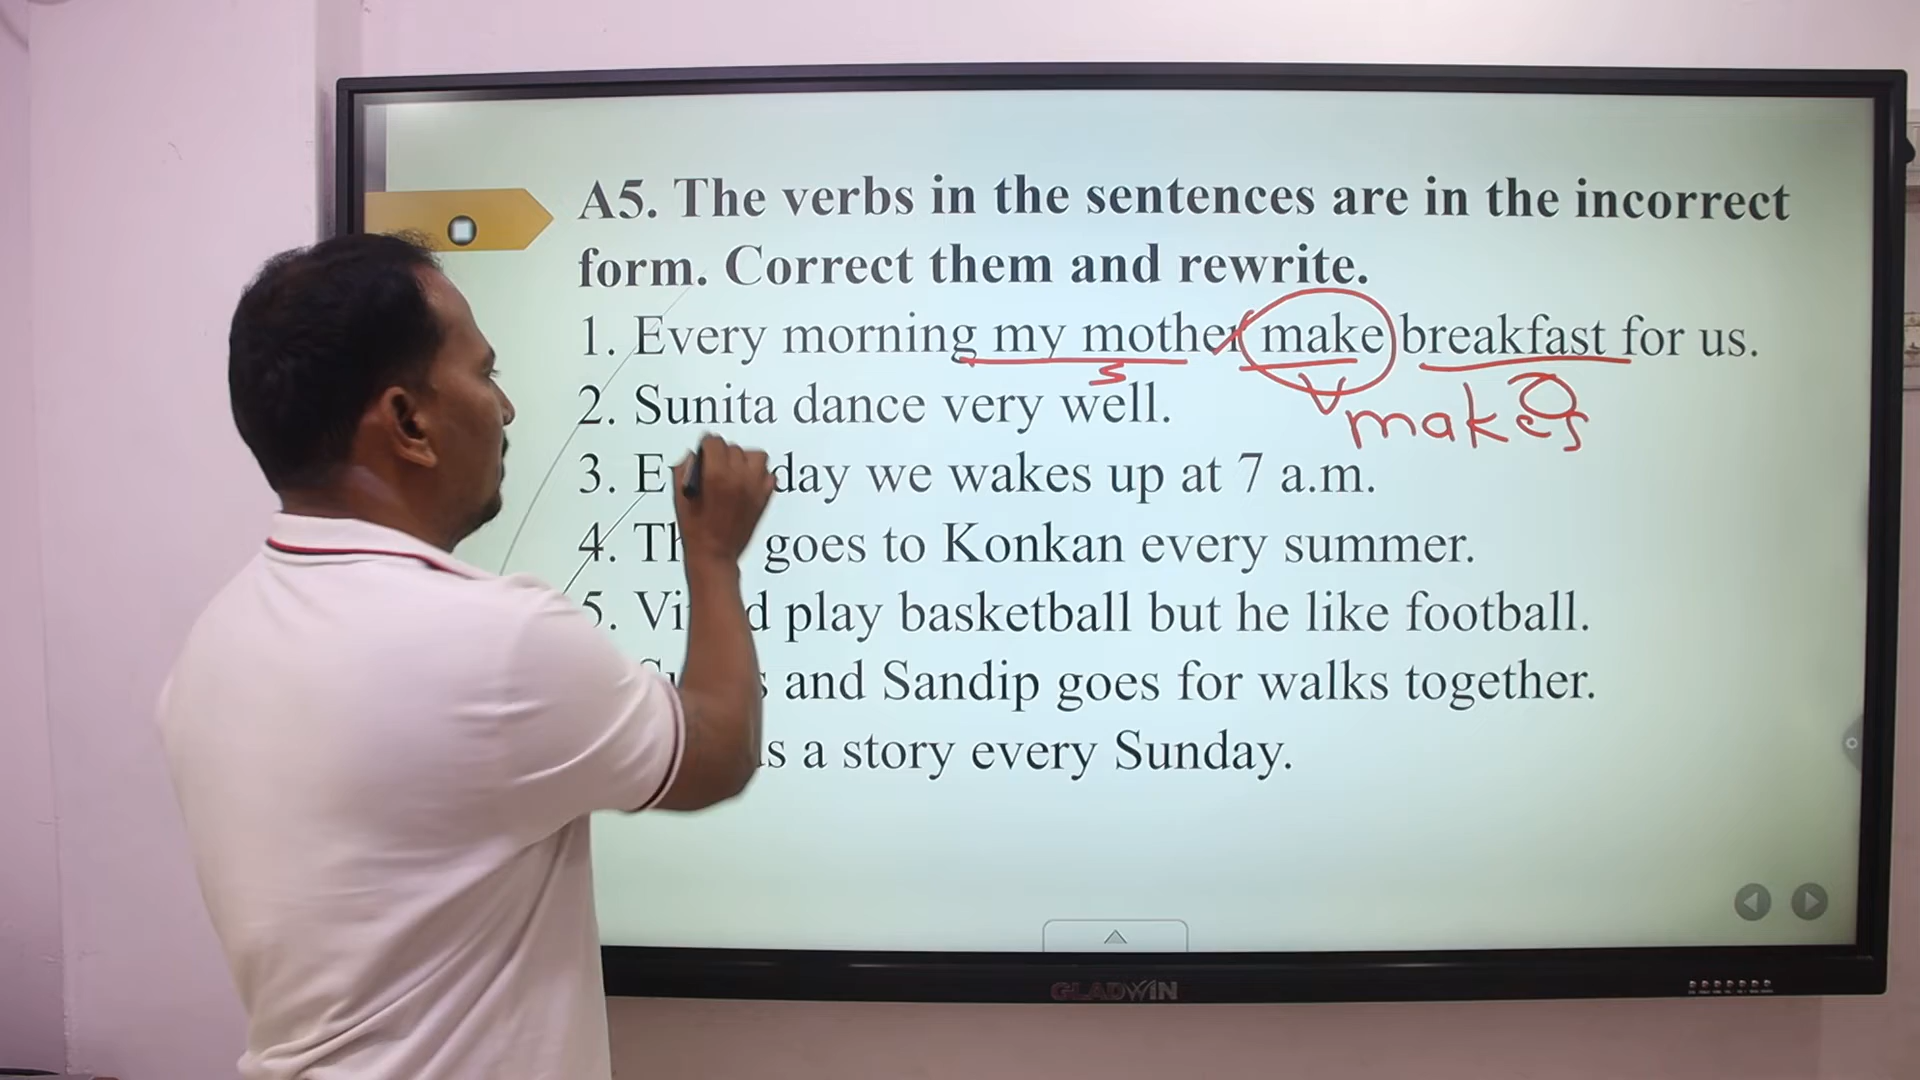 A5. The verbs in the sentences are in the incorrect
form. Correct them and rewrite.
1. Every morning my mother make breakfast for us.
S
makes
2. Sunita dance very well.
3. day we wakes up at 7 a.m.
4. goes to Konkan every summer.
5. play basketball but he like football.
and Sandip goes for walks together.
a story every Sunday.
GLADWIN